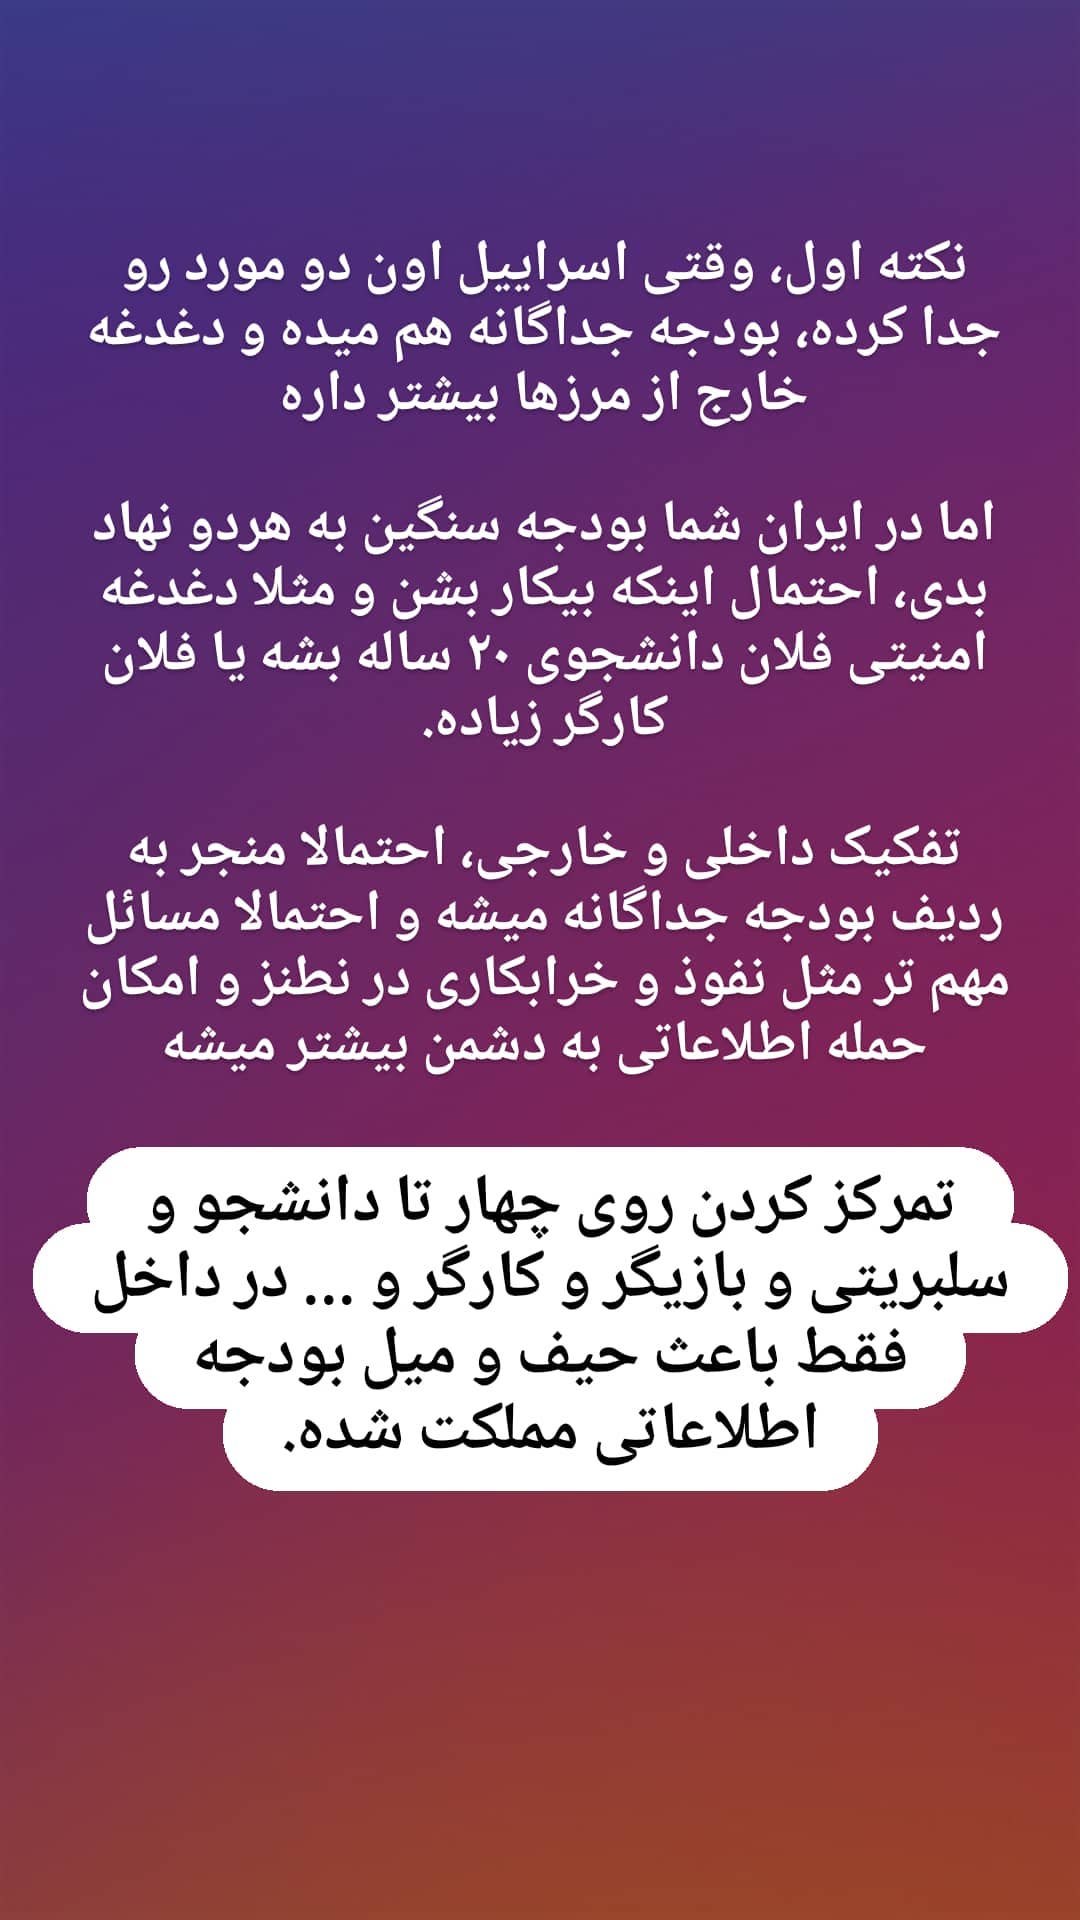 نکته اول، وقتی اسراییل اون دو مورد رو
جدا کرده، بودجه جداگانه هم میده و دغدغه
خارج از مرزها بیشتر داره
اما در ایران شما بودجه سنگین به هردو نهاد
بدی، احتمال اینکه بیکار بشن و مثلا دغدغه
امنیتی فلان دانشجوی ۲۰ ساله بشه یا فلان
کارگر زیاده.
تفکیک داخلی و خارجی، احتمالا منجر به
ردیف بودجه جداگانه میشه و احتمالا مسائل
مهم تر مثل نفوذ و خرابکاری در نطنز و امکان
حمله اطلاعاتی به دشمن بیشتر میشه
تمرکز کردن روی چهار تا دانشجو و
سلبریتی و بازیگر و کارگر و ... در داخل
فقط باعث حیف و میل بودجه
اطلاعاتی مملکت شده.